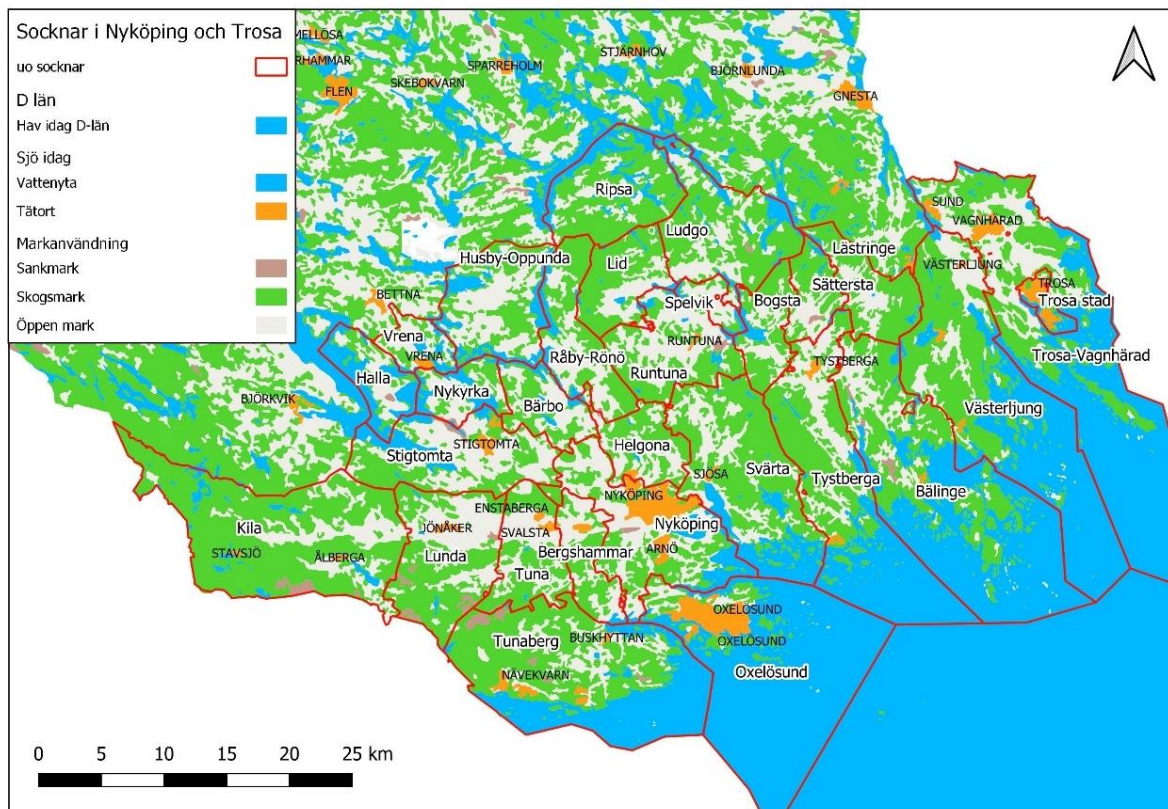 Socknar i Nyköping och Trosa
uo socknar
D län
Hav idag D-län
Sjö idag
Vattenyta
Tätort
Markanvändning
Sankmark
Skogsmark
Öppen mark
MELLÖSA
RHAMMAR
FLEN
SKEBOKVARN
SPARREHOLM
STJÄRNHOV
BJÖRNLUNDA
GNESTA
Ripsa
SUND
VAGNHÄRAD
Ludgo
Lästringe
Husby-Oppunda
Lid
VÄSTERLJUNG
Sättersta
TROSA
BETTNA
Spelvik
Bogsta
Trosa stad
Vrena
RUNTUNA
VRENA
Råby-Rönö
TYSTBERGA
Trosa-Vagnhärad
Halla
Runtuna
Nykyrka
BJÖRKVIK
Bärbo
Västerljung
STIGTOMTA
Helgona
Stigtomta
SJÖSA
Svärta
Tystberga
Bälinge
NYKÖPING
ENSTABERGA
Kila
JÖNÅKER
SVALSTA
Nyköping
STAVSJÖ
ÅLBERGA
Lunda
Bergshammar
ARNÖ
Tuna
OXELÖSUND
Tunaberg
BUSKHYTTAN
OXELÖSUND
NÄVEKVARN
Oxelösund
0 5 10 15 20 25 km